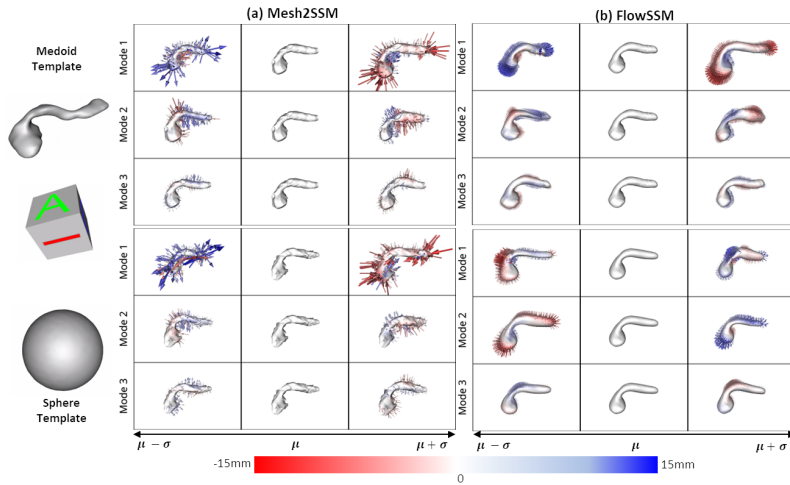 (a) Mesh2SSM
(b) FlowSSM
Medoid
Template
Mode 1
Mode 2
Mode 3
Mode 1
Mode 2
Mode 3
Mode 1
Mode 2
Mode 3
Mode 1
Mode 2
Mode 3
A
I
Sphere
Template
μ − σ
μ
μ + σ
μ − σ
μ
μ + σ
-15mm
0
15mm